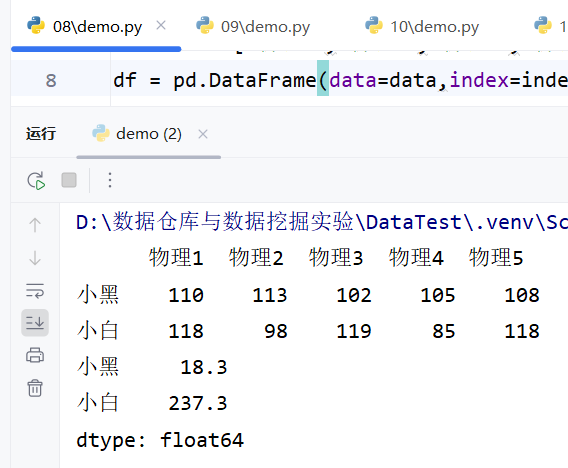 08\demo.py 09\demo.py 10\demo.py 1
8 df = pd.DataFrame(data=data,index=inde
运行 demo (2)
D:\数据仓库与数据挖掘实验\DataTest\.venv\Sc
物理1 物理2 物理3 物理4 物理5
小黑 110 113 102 105 108
小白 118 98 119 85 118
小黑 18.3
小白 237.3
dtype: float64